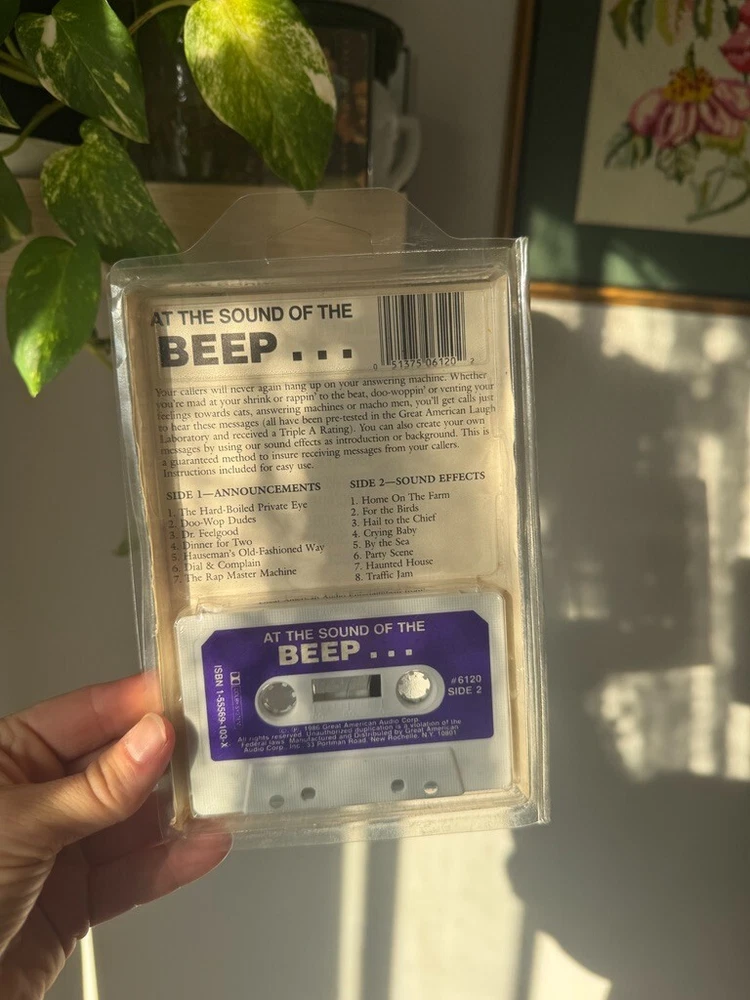 AT THE SOUND OF THE
BEEP . . .
0 51375 06120 2
Your callers will never again hang up on your answering machine. Whether
you're mad at your shrink or rappin' to the beat, doo-woppin' or venting your
feelings towards cats, answering machines or macho men, you'll get calls just
to hear these messages (all have been pre-tested in the Great American Laugh
Laboratory and received a Triple A Rating). You can also create your own
messages by using our sound effects as introduction or background. This is
a guaranteed method to insure receiving messages from your callers.
Instructions included for easy use.
SIDE 1—ANNOUNCEMENTS
1. The Hard-Boiled Private Eye
2. Doo-Wop Dudes
3. Dr. Feelgood
4. Dinner for Two
5. Hauseman's Old-Fashioned Way
6. Dial & Complain
7. The Rap Master Machine
SIDE 2—SOUND EFFECTS
1. Home On The Farm
2. For the Birds
3. Hail to the Chief
4. Crying Baby
5. By the Sea
6. Party Scene
7. Haunted House
8. Traffic Jam
AT THE SOUND OF THE
BEEP . . .
ISBN 1-55569-103-X
#6120
SIDE 2
© ℗ 1986 Great American Audio Corp.
All rights reserved. Unauthorized duplication is a violation of the
Federal laws. Manufactured and Distributed by Great American
Audio Corp., Inc., 33 Portman Road, New Rochelle, N.Y. 10801